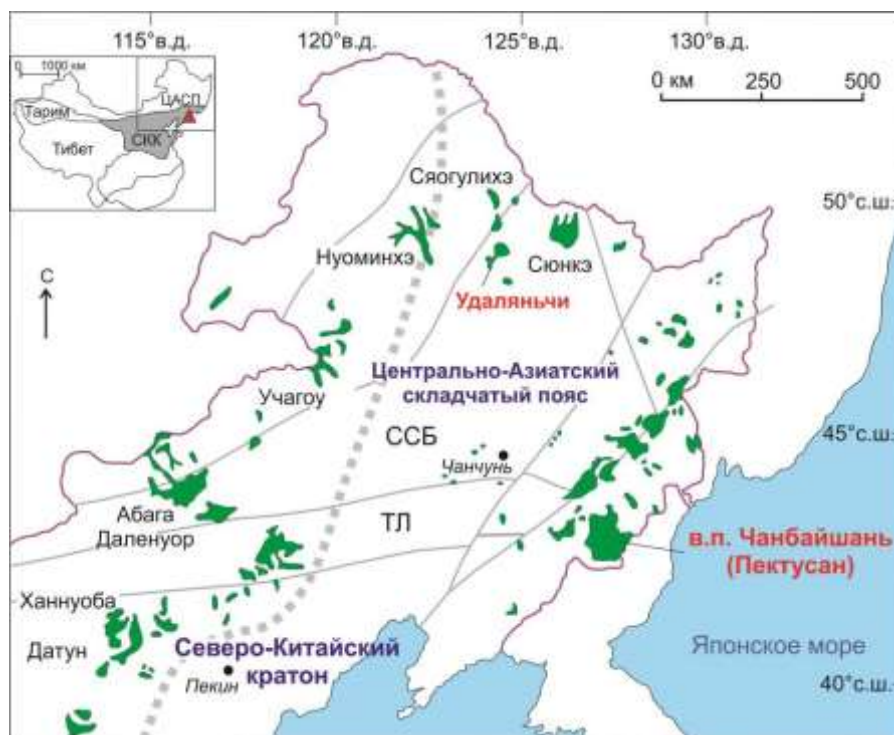 115°в.д.
120°в.д.
125°в.д.
130°в.д.
0 1000 км
ЦАСП
Тарим
СКК
Тибет
0 км 250 500
50°с.ш.
Сяогулихэ
Нуоминхэ
Сюнкэ
Удаляньчи
С
Центрально-Азиатский
складчатый пояс
Учагоу
ССБ
45°с.ш.
Чанчунь
Абага
Даленуор
ТЛ
в.п. Чанбайшань
(Пектусан)
Ханнуоба
Датун
Северо-Китайский
кратон
Пекин
Японское море
40°с.ш.